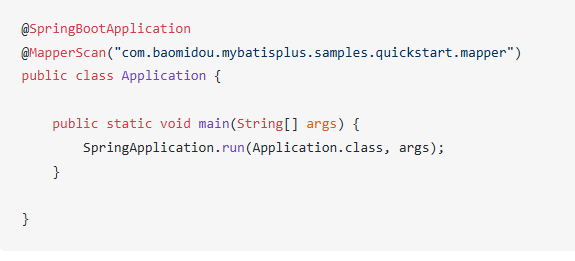 @SpringBootApplication
@MapperScan("com.baomidou.mybatisplus.samples.quickstart.mapper")
public class Application {
public static void main(String[] args) {
SpringApplication.run(Application.class, args);
}
}